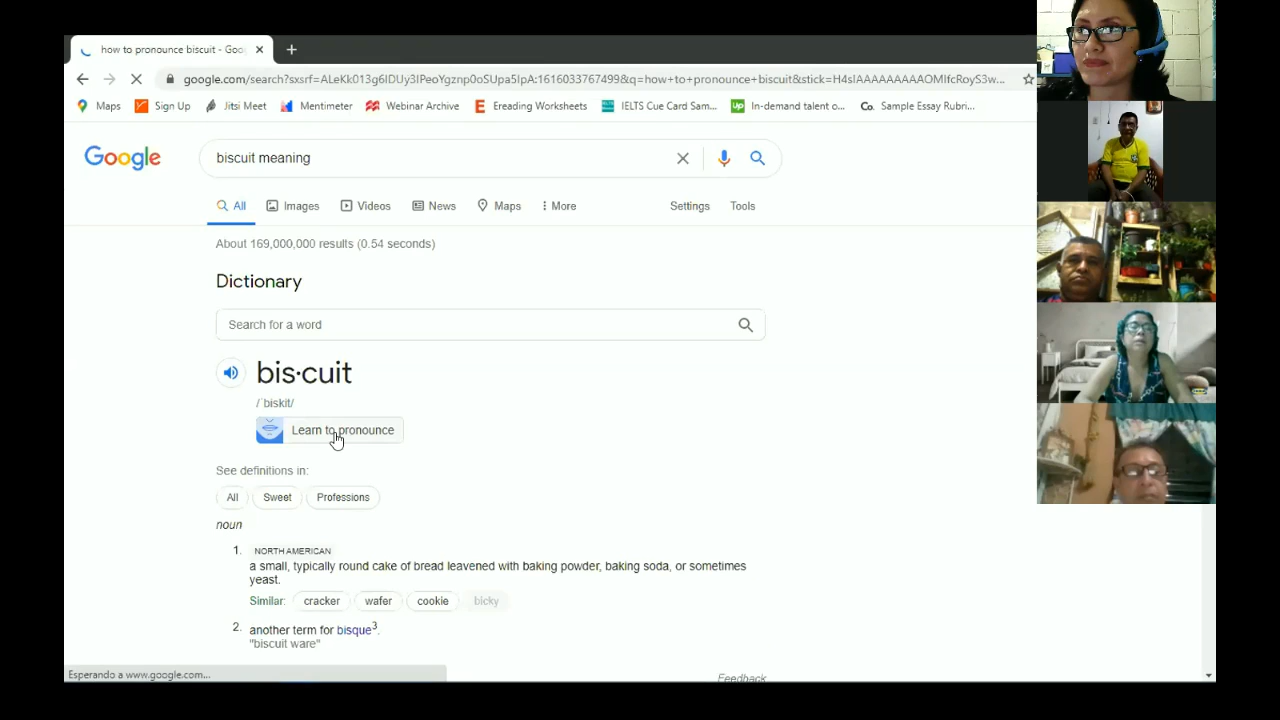 how to pronounce biscuit - Goo
google.com/search?sxsrf=ALeKk013g6IDUy3IPeoYgznp0oSUpa5IpA:1616033767499&q=how+to+pronounce+biscuit&stick=H4sIAAAAAAAAOMIfcRoyS3w...
Maps Sign Up Jitsi Meet Mentimeter Webinar Archive Ereading Worksheets IELTS Cue Card Sam... In-demand talent o... Co. Sample Essay Rubri...
Google biscuit meaning
All Images Videos News Maps More Settings Tools
About 169,000,000 results (0.54 seconds)
Dictionary
Search for a word
bis·cuit
/ˈbiskit/
Learn to pronounce
See definitions in:
All Sweet Professions
noun
1. NORTH AMERICAN
a small, typically round cake of bread leavened with baking powder, baking soda, or sometimes
yeast.
Similar: cracker wafer cookie bicky
2. another term for bisque3.
"biscuit ware"
Esperando a www.google.com...
Feedback